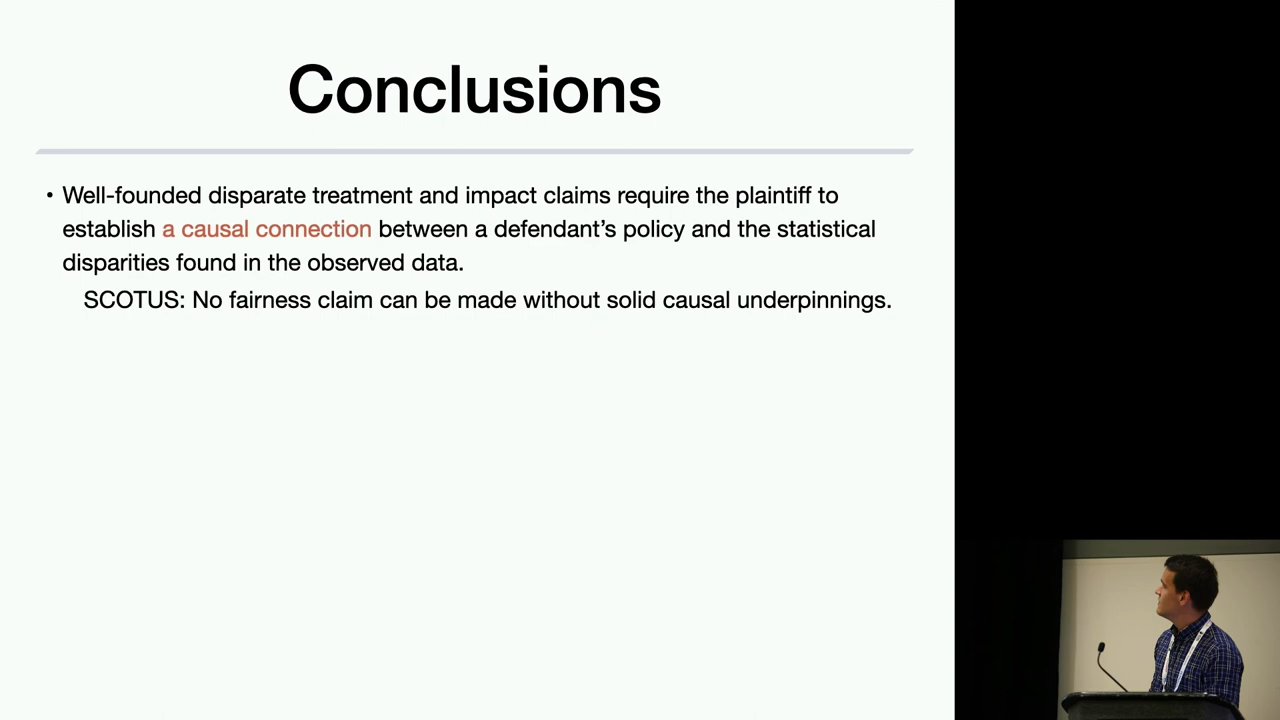 Conclusions
• Well-founded disparate treatment and impact claims require the plaintiff to
establish a causal connection between a defendant’s policy and the statistical
disparities found in the observed data.
SCOTUS: No fairness claim can be made without solid causal underpinnings.